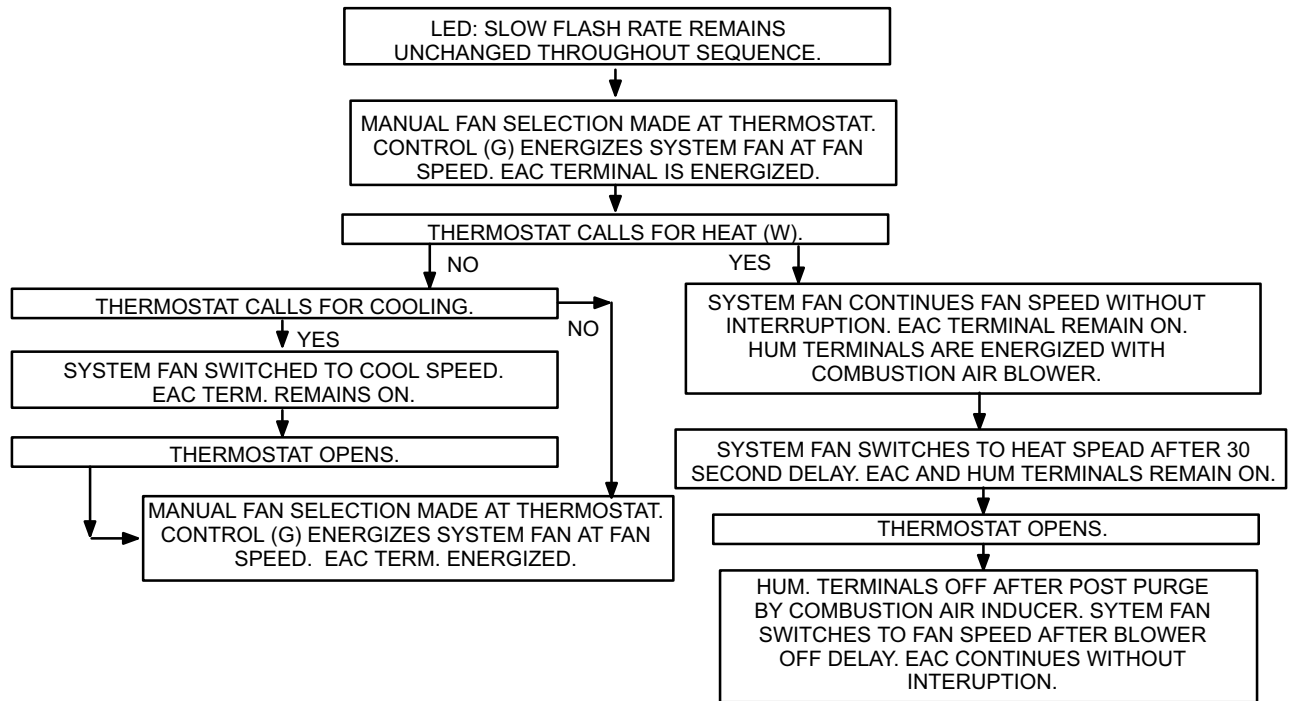 LED: SLOW FLASH RATE REMAINS
UNCHANGED THROUGHOUT SEQUENCE.
MANUAL FAN SELECTION MADE AT THERMOSTAT.
CONTROL (G) ENERGIZES SYSTEM FAN AT FAN
SPEED. EAC TERMINAL IS ENERGIZED.
THERMOSTAT CALLS FOR HEAT (W).
NO
YES
THERMOSTAT CALLS FOR COOLING.
NO
YES
SYSTEM FAN SWITCHED TO COOL SPEED.
EAC TERM. REMAINS ON.
THERMOSTAT OPENS.
MANUAL FAN SELECTION MADE AT THERMOSTAT.
CONTROL (G) ENERGIZES SYSTEM FAN AT FAN
SPEED. EAC TERM. ENERGIZED.
SYSTEM FAN CONTINUES FAN SPEED WITHOUT
INTERRUPTION. EAC TERMINAL REMAIN ON.
HUM TERMINALS ARE ENERGIZED WITH
COMBUSTION AIR BLOWER.
SYSTEM FAN SWITCHES TO HEAT SPEAD AFTER 30
SECOND DELAY. EAC AND HUM TERMINALS REMAIN ON.
THERMOSTAT OPENS.
HUM. TERMINALS OFF AFTER POST PURGE
BY COMBUSTION AIR INDUCER. SYTEM FAN
SWITCHES TO FAN SPEED AFTER BLOWER
OFF DELAY. EAC CONTINUES WITHOUT
INTERUPTION.